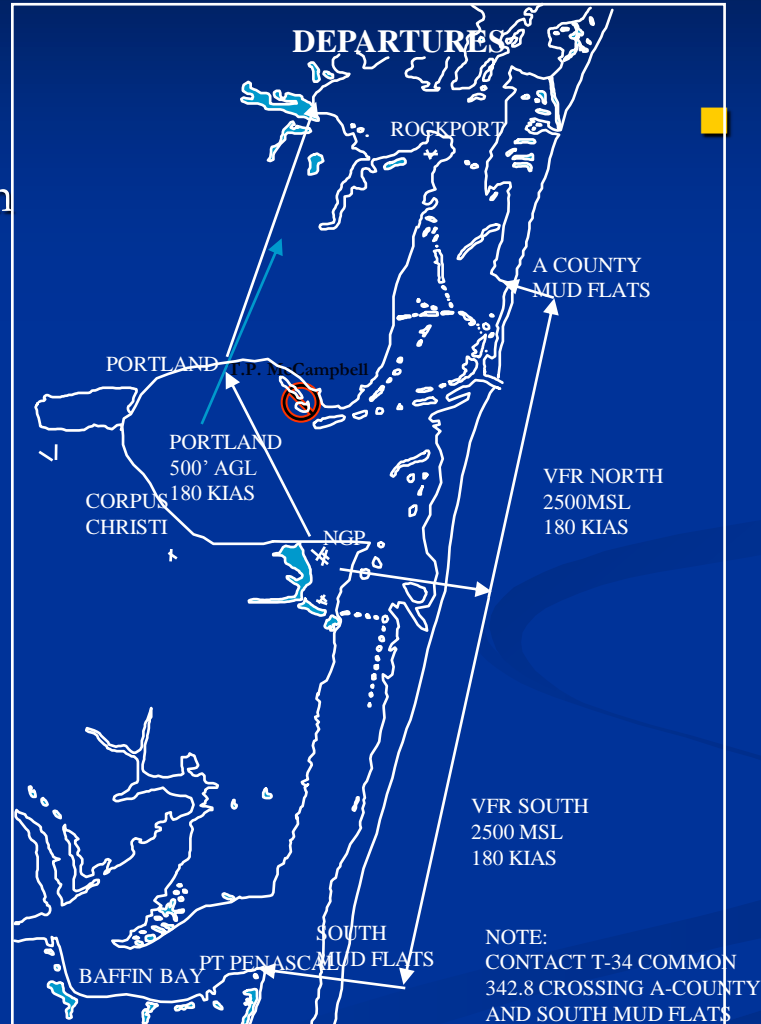 DEPARTURES
ROCKPORT
A COUNTY
MUD FLATS
PORTLAND
T.P. McCampbell
PORTLAND
500’ AGL
180 KIAS
CORPUS
CHRISTI
VFR NORTH
2500MSL
180 KIAS
NGP
VFR SOUTH
2500 MSL
180 KIAS
SOUTH
MUD FLATS
PT PENASCAL
BAFFIN BAY
NOTE:
CONTACT T-34 COMMON
342.8 CROSSING A-COUNTY
AND SOUTH MUD FLATS